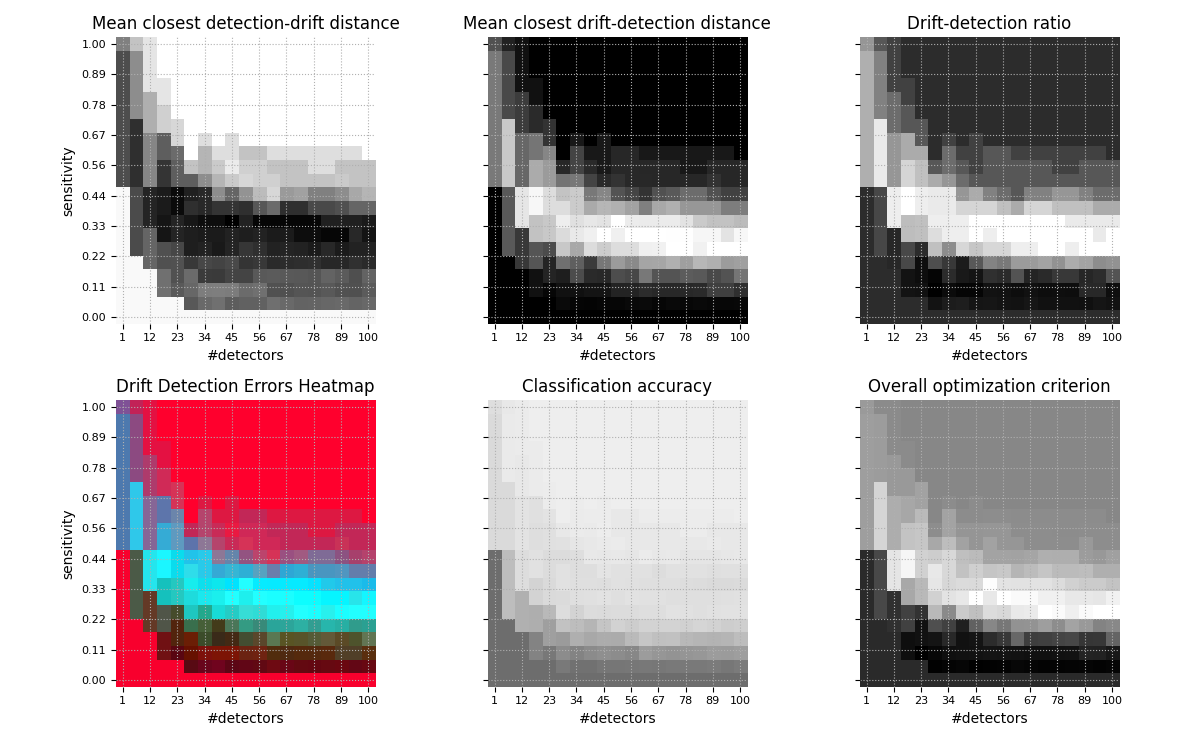 Mean closest detection-drift distance
Mean closest drift-detection distance
Drift-detection ratio
1.00
0.89
0.78
0.67
0.56
0.44
0.33
0.22
0.11
0.00
sensitivity
1 12 23 34 45 56 67 78 89 100
#detectors
1 12 23 34 45 56 67 78 89 100
#detectors
1 12 23 34 45 56 67 78 89 100
#detectors
Drift Detection Errors Heatmap
Classification accuracy
Overall optimization criterion
1.00
0.89
0.78
0.67
0.56
0.44
0.33
0.22
0.11
0.00
sensitivity
1 12 23 34 45 56 67 78 89 100
#detectors
1 12 23 34 45 56 67 78 89 100
#detectors
1 12 23 34 45 56 67 78 89 100
#detectors